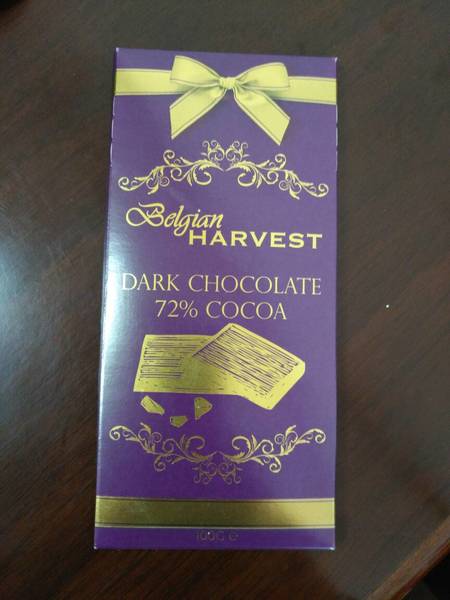 Belgian
HARVEST
DARK CHOCOLATE
72% COCOA
100G ℮